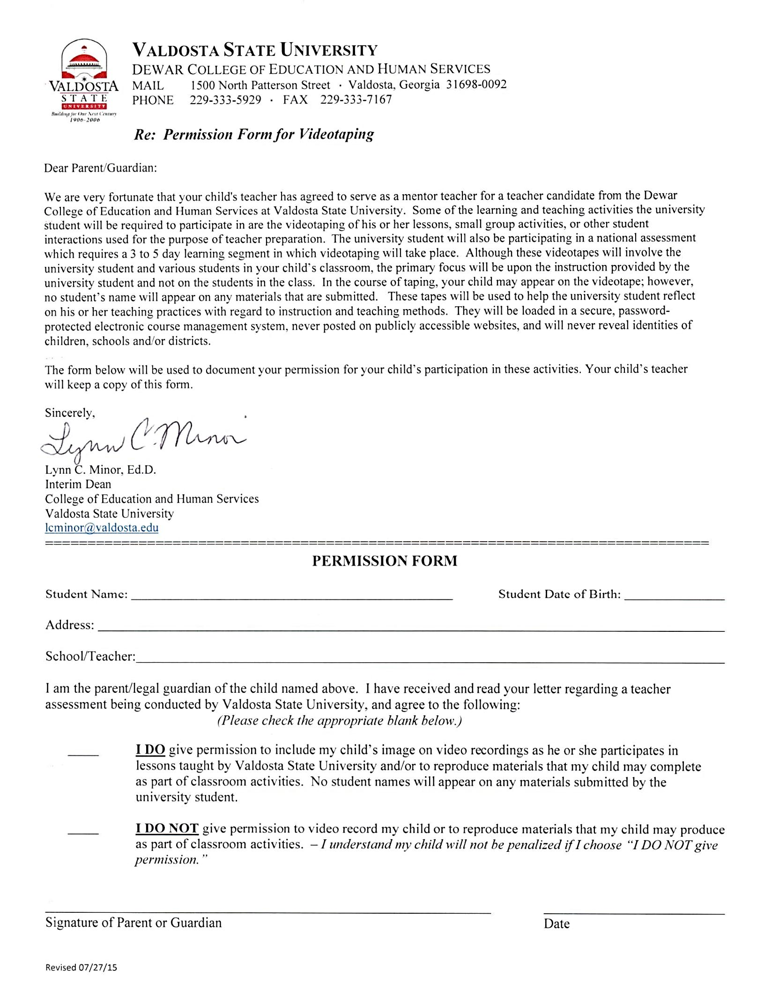 VALDOSTA
STATE
UNIVERSITY
Building for Our Next Century
1906-2006
VALDOSTA STATE UNIVERSITY
DEWAR COLLEGE OF EDUCATION AND HUMAN SERVICES
MAIL 1500 North Patterson Street · Valdosta, Georgia 31698-0092
PHONE 229-333-5929 · FAX 229-333-7167
Re: Permission Form for Videotaping
Dear Parent/Guardian:
We are very fortunate that your child's teacher has agreed to serve as a mentor teacher for a teacher candidate from the Dewar
College of Education and Human Services at Valdosta State University. Some of the learning and teaching activities the university
student will be required to participate in are the videotaping of his or her lessons, small group activities, or other student
interactions used for the purpose of teacher preparation. The university student will also be participating in a national assessment
which requires a 3 to 5 day learning segment in which videotaping will take place. Although these videotapes will involve the
university student and various students in your child's classroom, the primary focus will be upon the instruction provided by the
university student and not on the students in the class. In the course of taping, your child may appear on the videotape; however,
no student's name will appear on any materials that are submitted. These tapes will be used to help the university student reflect
on his or her teaching practices with regard to instruction and teaching methods. They will be loaded in a secure, password-
protected electronic course management system, never posted on publicly accessible websites, and will never reveal identities of
children, schools and/or districts.
The form below will be used to document your permission for your child's participation in these activities. Your child's teacher
will keep a copy of this form.
Sincerely,
Lynn C. Minor
Lynn C. Minor, Ed.D.
Interim Dean
College of Education and Human Services
Valdosta State University
lcminor@valdosta.edu
PERMISSION FORM
Student Name: Student Date of Birth:
Address:
School/Teacher:
I am the parent/legal guardian of the child named above. I have received and read your letter regarding a teacher
assessment being conducted by Valdosta State University, and agree to the following:
(Please check the appropriate blank below.)
I DO give permission to include my child's image on video recordings as he or she participates in
lessons taught by Valdosta State University and/or to reproduce materials that my child may complete
as part of classroom activities. No student names will appear on any materials submitted by the
university student.
I DO NOT give permission to video record my child or to reproduce materials that my child may produce
as part of classroom activities. – I understand my child will not be penalized if I choose “I DO NOT give
permission.”
Signature of Parent or Guardian Date
Revised 07/27/15